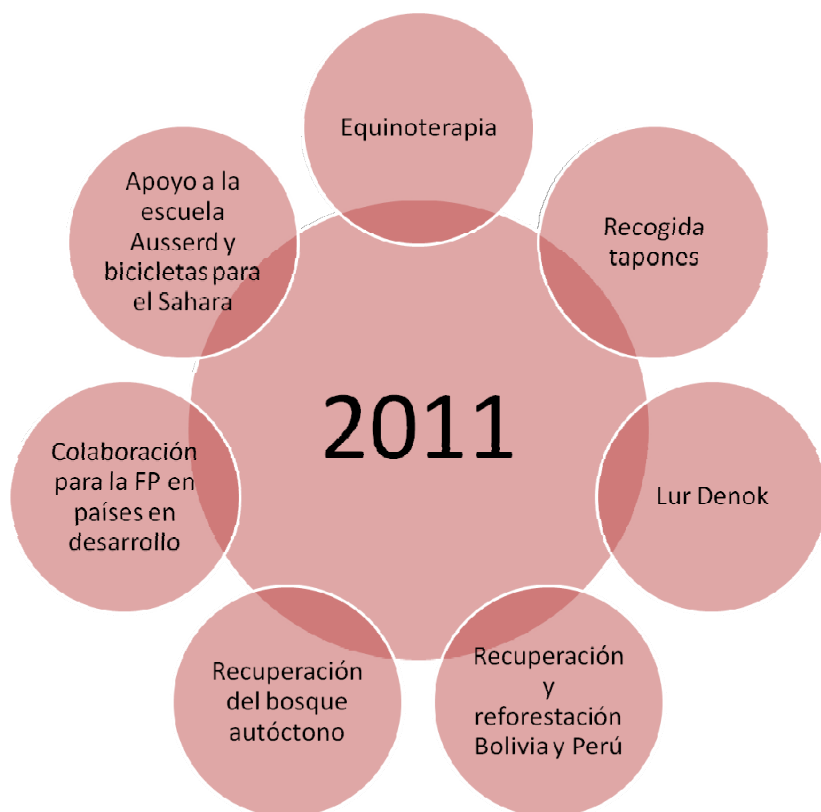 Equinoterapia
Recogida
tapones
Lur Denok
Recuperación
y
reforestación
Bolivia y Perú
Recuperación
del bosque
autóctono
Colaboración
para la FP en
países en
desarrollo
Apoyo a la
escuela
Ausserd y
bicicletas para
el Sahara
2011